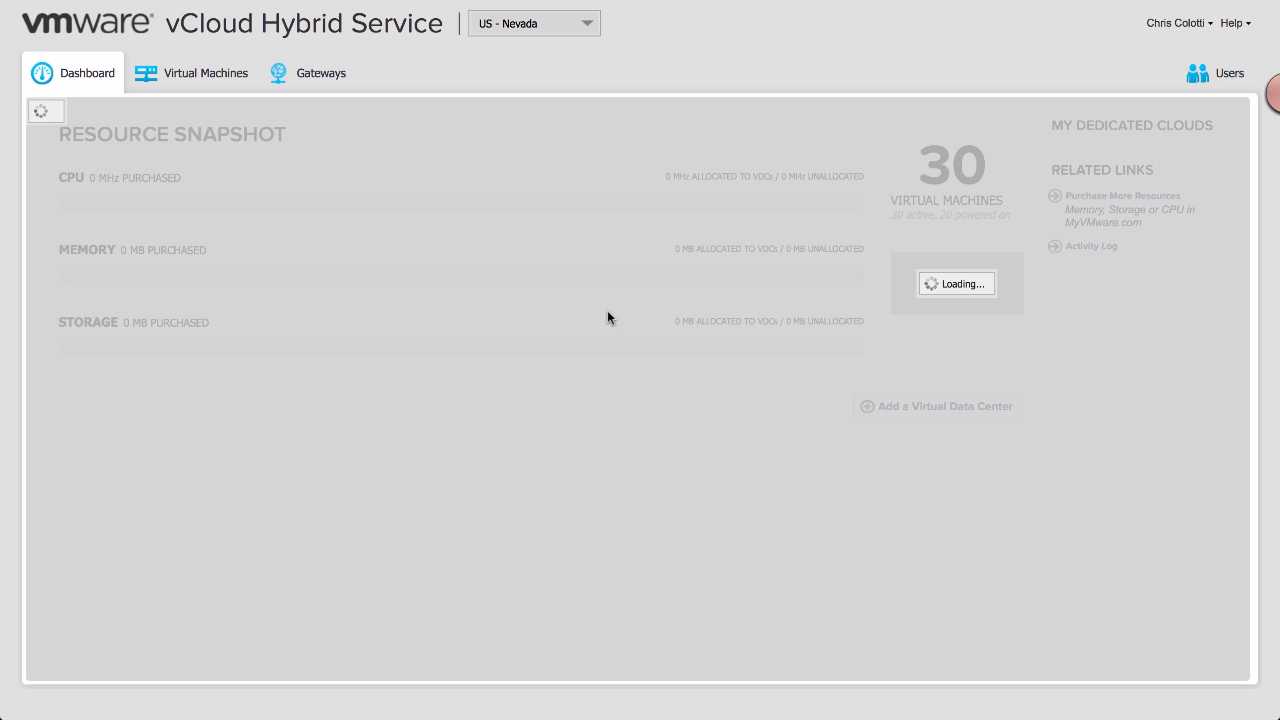 vmware vCloud Hybrid Service US - Nevada Chris Colotti Help
Dashboard Virtual Machines Gateways Users
RESOURCE SNAPSHOT
CPU 0 MHz PURCHASED
0 MHz ALLOCATED TO VDCs / 0 MHz UNALLOCATED
MEMORY 0 MB PURCHASED
0 MB ALLOCATED TO VDCs / 0 MB UNALLOCATED
STORAGE 0 MB PURCHASED
0 MB ALLOCATED TO VDCs / 0 MB UNALLOCATED
30
VIRTUAL MACHINES
30 active, 20 powered on
Loading...
Add a Virtual Data Center
MY DEDICATED CLOUDS
RELATED LINKS
Purchase More Resources
Memory, Storage or CPU in
MyVMware.com
Activity Log